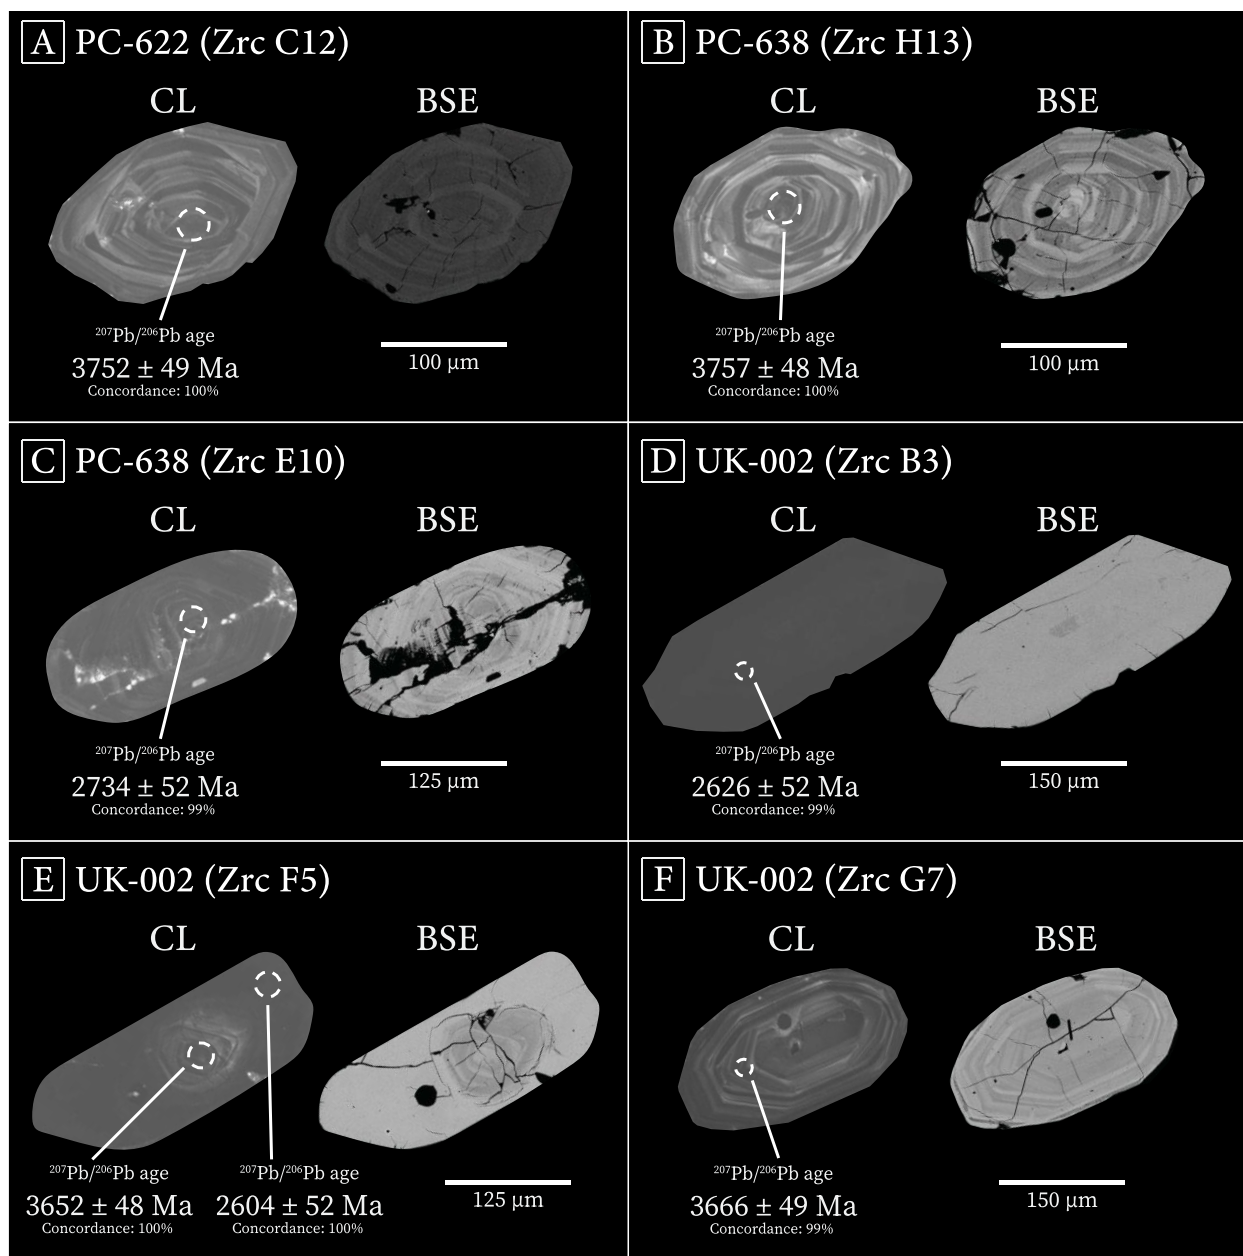 A PC-622 (Zrc C12)
CL BSE
²⁰⁷Pb/²⁰⁶Pb age
3752 ± 49 Ma
Concordance: 100%
100 µm
B PC-638 (Zrc H13)
CL BSE
²⁰⁷Pb/²⁰⁶Pb age
3757 ± 48 Ma
Concordance: 100%
100 µm
C PC-638 (Zrc E10)
CL BSE
²⁰⁷Pb/²⁰⁶Pb age
2734 ± 52 Ma
Concordance: 99%
125 µm
D UK-002 (Zrc B3)
CL BSE
²⁰⁷Pb/²⁰⁶Pb age
2626 ± 52 Ma
Concordance: 99%
150 µm
E UK-002 (Zrc F5)
CL BSE
²⁰⁷Pb/²⁰⁶Pb age
3652 ± 48 Ma
Concordance: 100%
²⁰⁷Pb/²⁰⁶Pb age
2604 ± 52 Ma
Concordance: 100%
125 µm
F UK-002 (Zrc G7)
CL BSE
²⁰⁷Pb/²⁰⁶Pb age
3666 ± 49 Ma
Concordance: 99%
150 µm